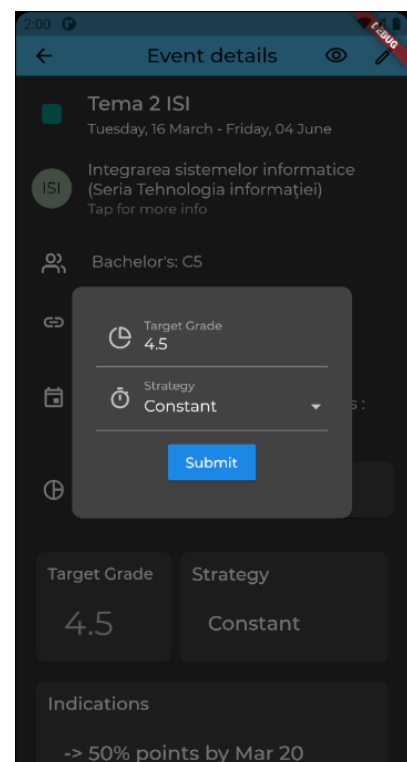 2:00
DEBUG
Event details
Tema 2 ISI
Tuesday, 16 March - Friday, 04 June
ISI
Integrarea sistemelor informatice
(Seria Tehnologia informației)
Tap for more info
Bachelor's: C5
Target Grade
4.5
Strategy
Constant
s :
Submit
Target Grade
Strategy
4.5
Constant
Indications
-> 50% points by Mar 20